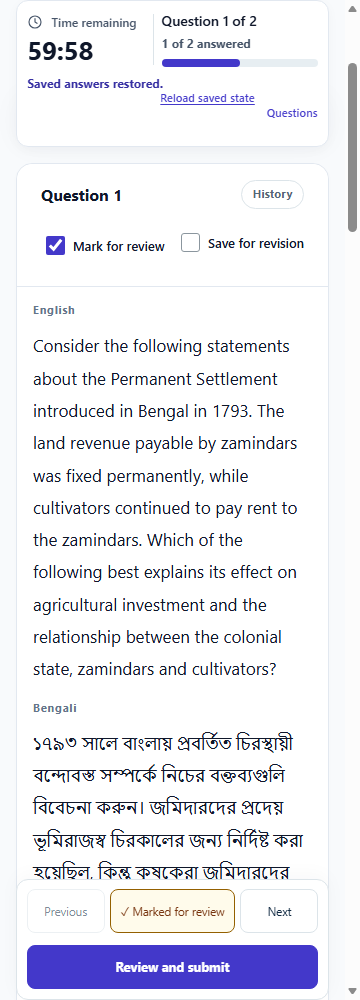 Time remaining
59:58
Question 1 of 2
1 of 2 answered
Saved answers restored.
Reload saved state
Questions
Question 1
History
Mark for review
Save for revision
English
Consider the following statements
about the Permanent Settlement
introduced in Bengal in 1793. The
land revenue payable by zamindars
was fixed permanently, while
cultivators continued to pay rent to
the zamindars. Which of the
following best explains its effect on
agricultural investment and the
relationship between the colonial
state, zamindars and cultivators?
Bengali
১৭৯৩ সালে বাংলায় প্রবর্তিত চিরস্থায়ী
বন্দোবস্ত সম্পর্কে নিচের বক্তব্যগুলি
বিবেচনা করুন। জমিদারদের প্রদেয়
ভূমিরাজস্ব চিরকালের জন্য নির্দিষ্ট করা
হয়েছিল, কিন্তু কৃষকেরা জমিদারদের
Previous
✓ Marked for review
Next
Review and submit